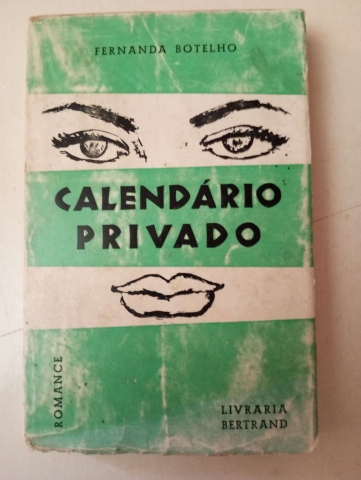 FERNANDA BOTELHO
CALENDÁRIO
PRIVADO
ROMANCE
LIVRARIA
BERTRAND